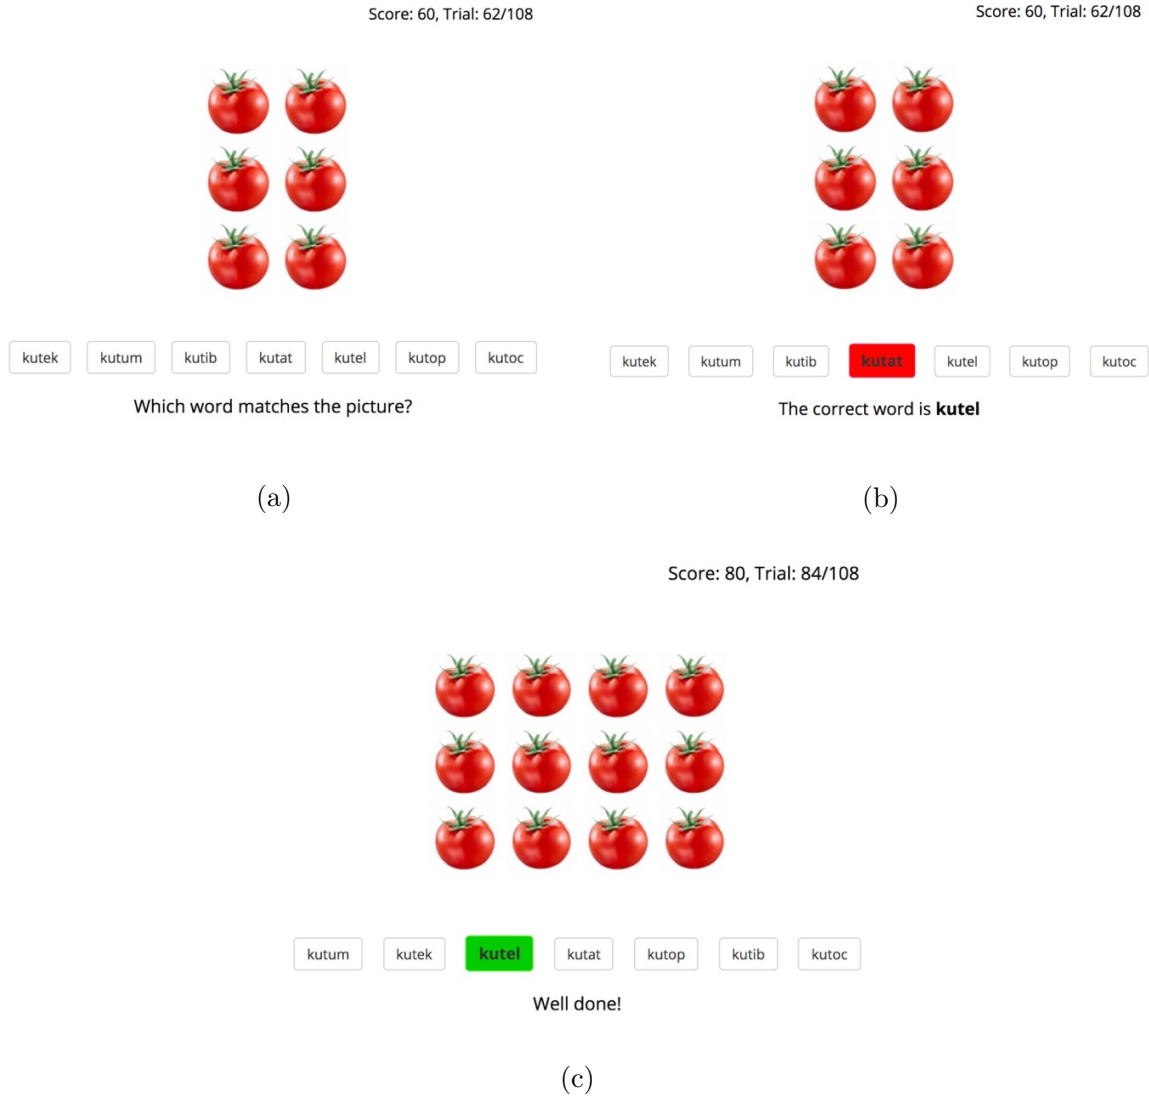 Score: 60, Trial: 62/108
kutek kutum kutib kutat kutel kutop kutoc
Which word matches the picture?
(a)
Score: 60, Trial: 62/108
kutek kutum kutib kutat kutel kutop kutoc
The correct word is kutel
(b)
Score: 80, Trial: 84/108
kutum kutek kutel kutat kutop kutib kutoc
Well done!
(c)